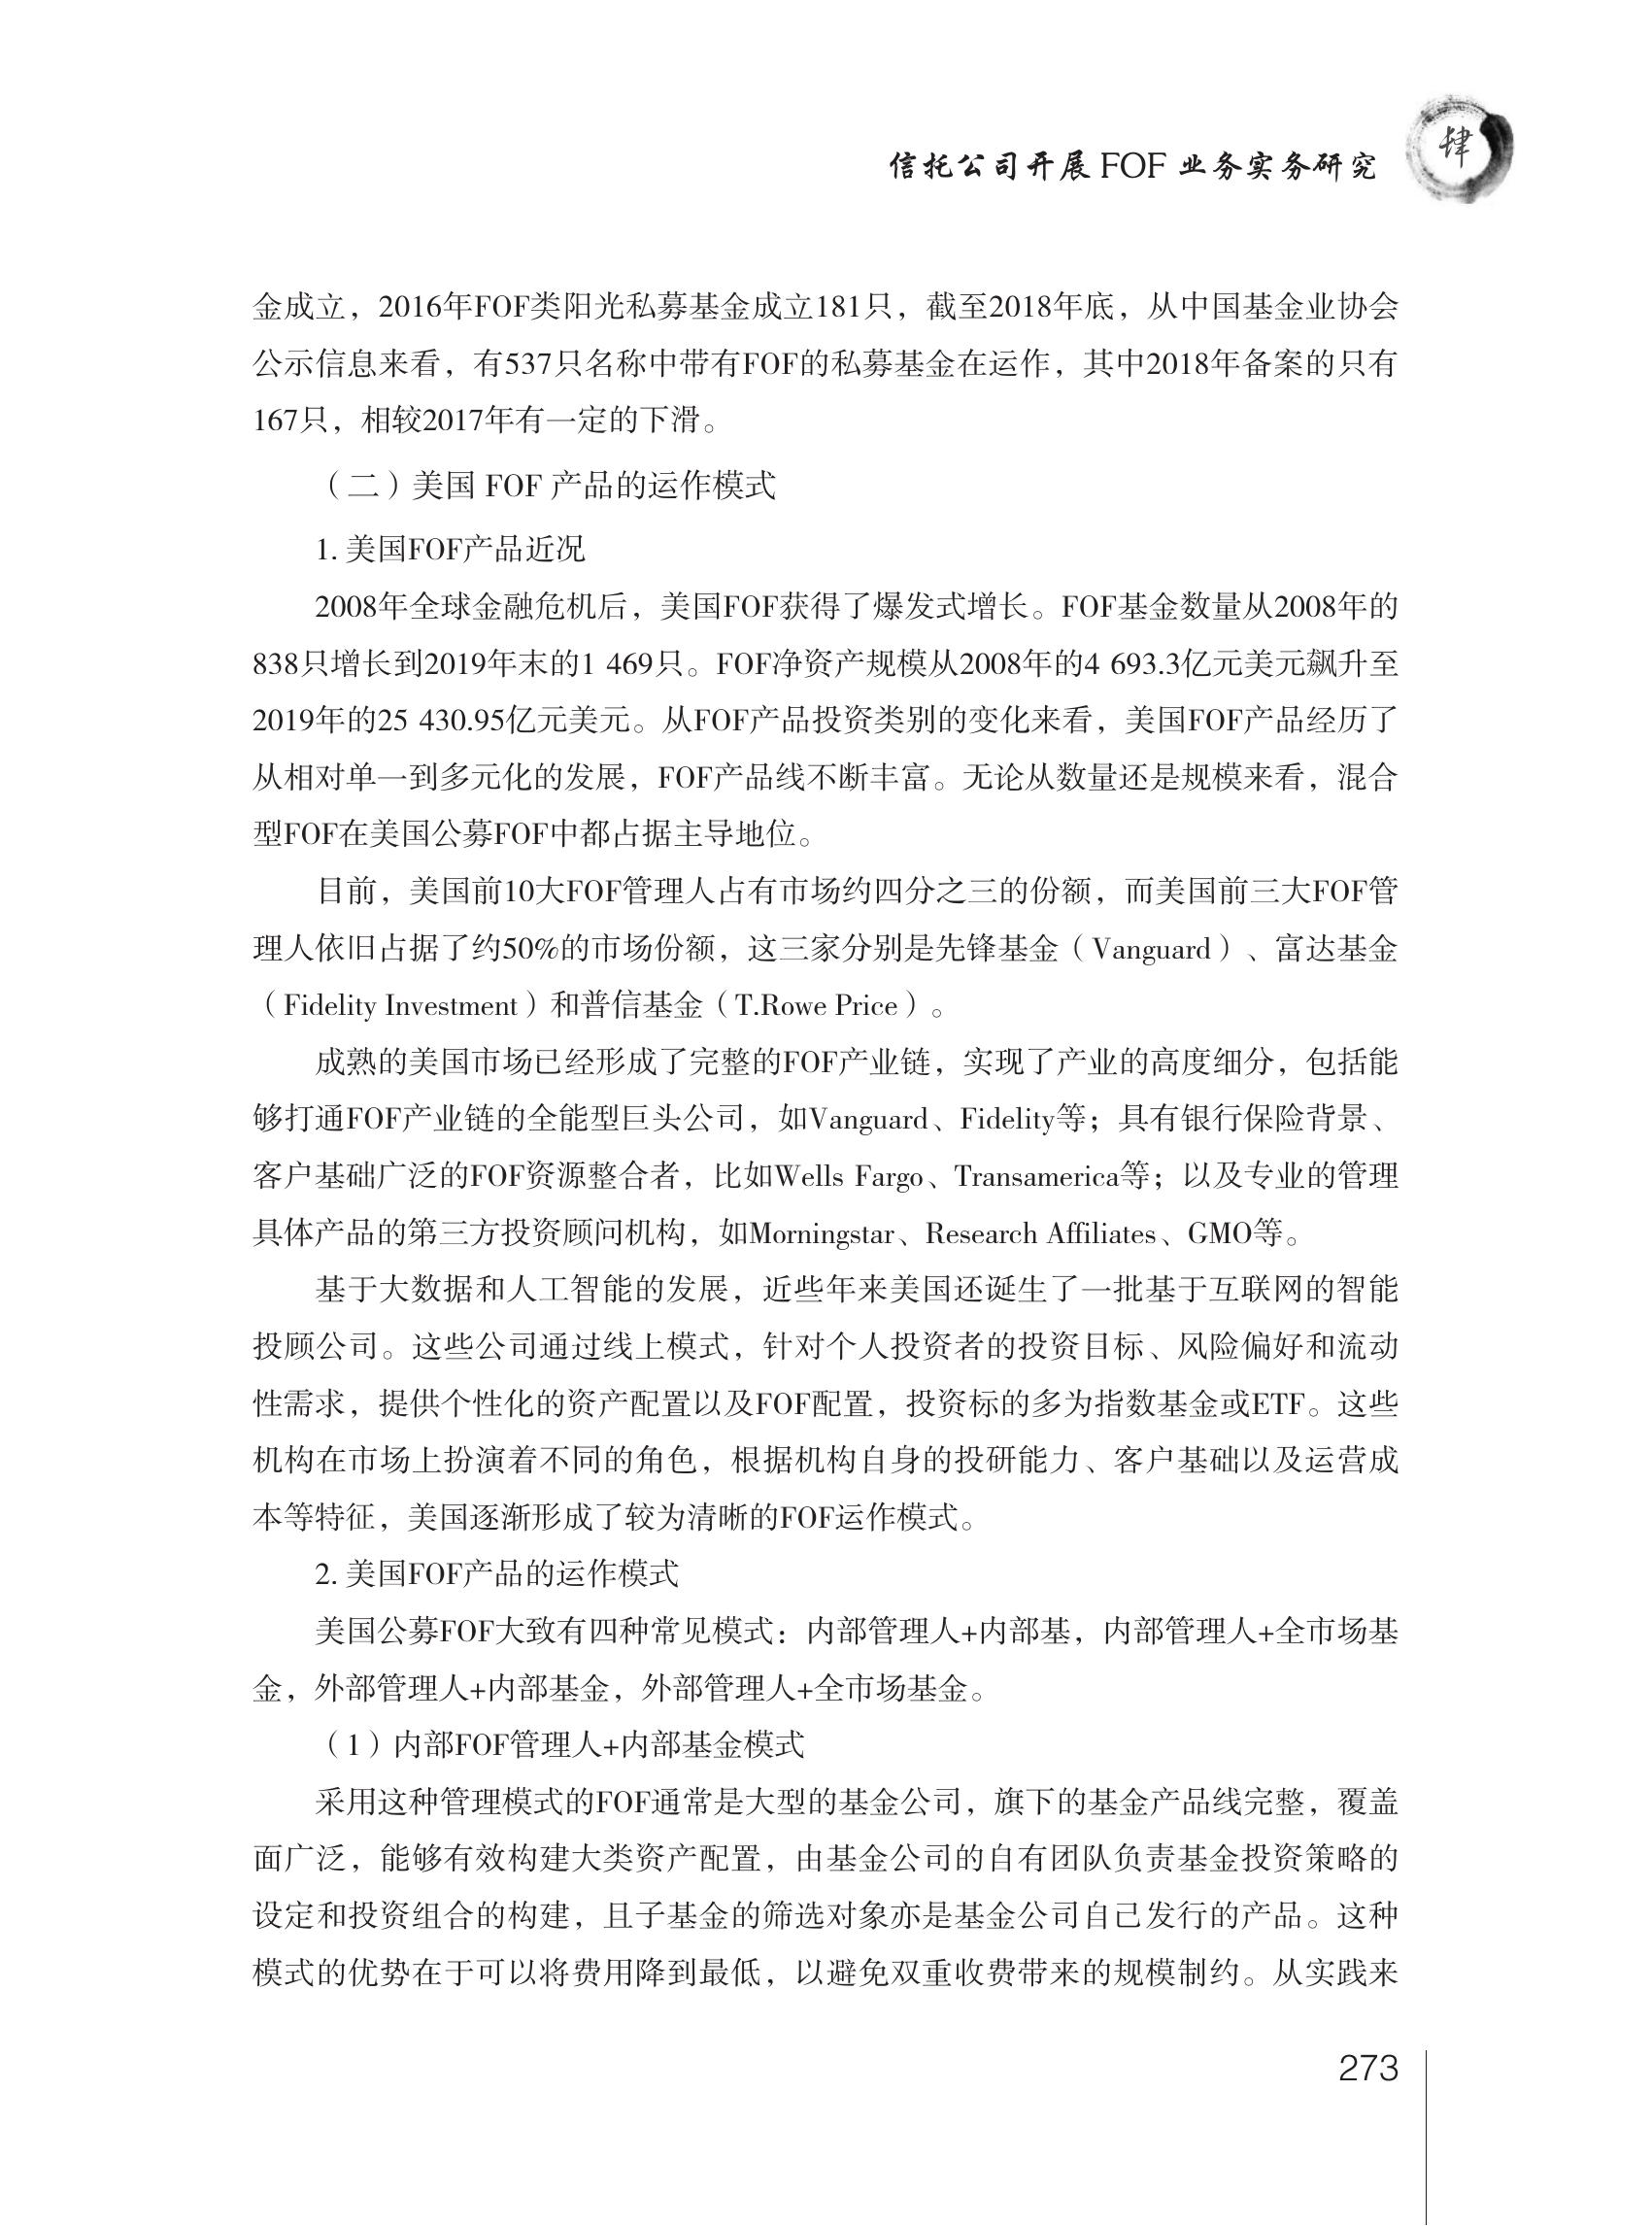 信托公司开展 FOF 业务实务研究
肆
金成立，2016年FOF类阳光私募基金成立181只，截至2018年底，从中国基金业协会
公示信息来看，有537只名称中带有FOF的私募基金在运作，其中2018年备案的只有
167只，相较2017年有一定的下滑。
（二）美国 FOF 产品的运作模式
1. 美国FOF产品近况
2008年全球金融危机后，美国FOF获得了爆发式增长。FOF基金数量从2008年的
838只增长到2019年末的1 469只。FOF净资产规模从2008年的4 693.3亿元美元飙升至
2019年的25 430.95亿元美元。从FOF产品投资类别的变化来看，美国FOF产品经历了
从相对单一到多元化的发展，FOF产品线不断丰富。无论从数量还是规模来看，混合
型FOF在美国公募FOF中都占据主导地位。
目前，美国前10大FOF管理人占有市场约四分之三的份额，而美国前三大FOF管
理人依旧占据了约50%的市场份额，这三家分别是先锋基金（Vanguard）、富达基金
（Fidelity Investment）和普信基金（T.Rowe Price）。
成熟的美国市场已经形成了完整的FOF产业链，实现了产业的高度细分，包括能
够打通FOF产业链的全能型巨头公司，如Vanguard、Fidelity等；具有银行保险背景、
客户基础广泛的FOF资源整合者，比如Wells Fargo、Transamerica等；以及专业的管理
具体产品的第三方投资顾问机构，如Morningstar、Research Affiliates、GMO等。
基于大数据和人工智能的发展，近些年来美国还诞生了一批基于互联网的智能
投顾公司。这些公司通过线上模式，针对个人投资者的投资目标、风险偏好和流动
性需求，提供个性化的资产配置以及FOF配置，投资标的多为指数基金或ETF。这些
机构在市场上扮演着不同的角色，根据机构自身的投研能力、客户基础以及运营成
本等特征，美国逐渐形成了较为清晰的FOF运作模式。
2. 美国FOF产品的运作模式
美国公募FOF大致有四种常见模式：内部管理人+内部基，内部管理人+全市场基
金，外部管理人+内部基金，外部管理人+全市场基金。
（1）内部FOF管理人+内部基金模式
采用这种管理模式的FOF通常是大型的基金公司，旗下的基金产品线完整，覆盖
面广泛，能够有效构建大类资产配置，由基金公司的自有团队负责基金投资策略的
设定和投资组合的构建，且子基金的筛选对象亦是基金公司自己发行的产品。这种
模式的优势在于可以将费用降到最低，以避免双重收费带来的规模制约。从实践来
273